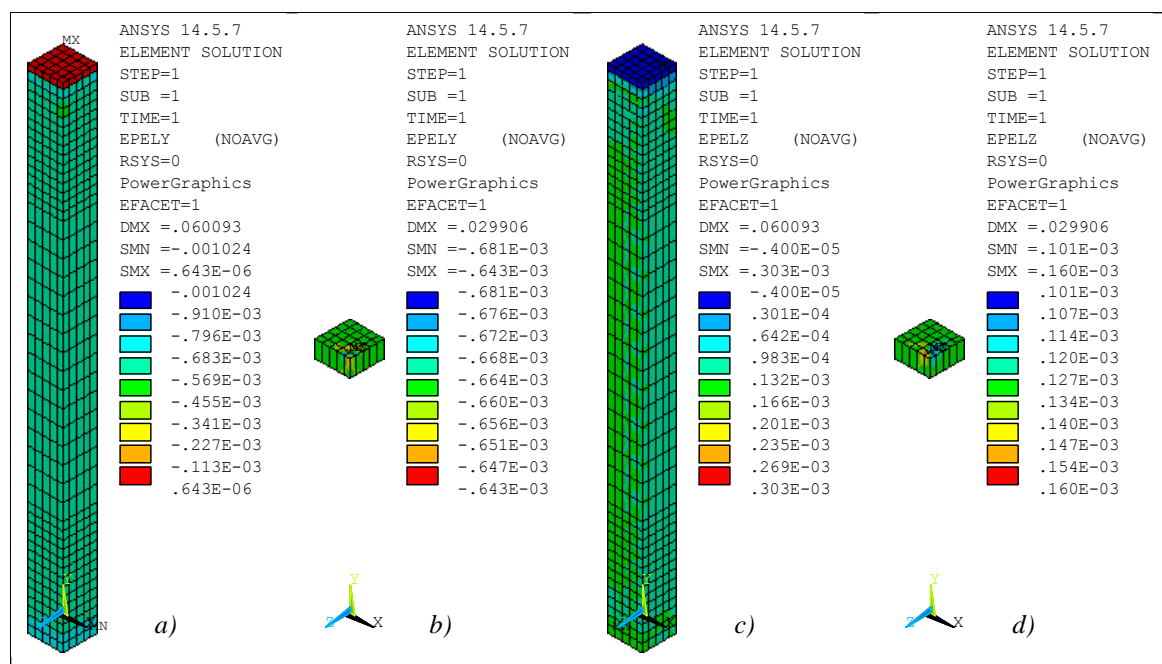 MX
ANSYS 14.5.7
ELEMENT SOLUTION
STEP=1
SUB =1
TIME=1
EPELY (NOAVG)
RSYS=0
PowerGraphics
EFACET=1
DMX =.060093
SMN =-.001024
SMX =.643E-06
-.001024
-.910E-03
-.796E-03
-.683E-03
-.569E-03
-.455E-03
-.341E-03
-.227E-03
-.113E-03
.643E-06
Y
Z
N
a)
ANSYS 14.5.7
ELEMENT SOLUTION
STEP=1
SUB =1
TIME=1
EPELY (NOAVG)
RSYS=0
PowerGraphics
EFACET=1
DMX =.029906
SMN =-.681E-03
SMX =-.643E-03
-.681E-03
-.676E-03
-.672E-03
-.668E-03
-.664E-03
-.660E-03
-.656E-03
-.651E-03
-.647E-03
-.643E-03
Y
Z
X
b)
ANSYS 14.5.7
ELEMENT SOLUTION
STEP=1
SUB =1
TIME=1
EPELZ (NOAVG)
RSYS=0
PowerGraphics
EFACET=1
DMX =.060093
SMN =-.400E-05
SMX =.303E-03
-.400E-05
.301E-04
.642E-04
.983E-04
.132E-03
.166E-03
.201E-03
.235E-03
.269E-03
.303E-03
Y
Z
X
c)
ANSYS 14.5.7
ELEMENT SOLUTION
STEP=1
SUB =1
TIME=1
EPELZ (NOAVG)
RSYS=0
PowerGraphics
EFACET=1
DMX =.029906
SMN =.101E-03
SMX =.160E-03
.101E-03
.107E-03
.114E-03
.120E-03
.127E-03
.134E-03
.140E-03
.147E-03
.154E-03
.160E-03
Y
Z
X
d)